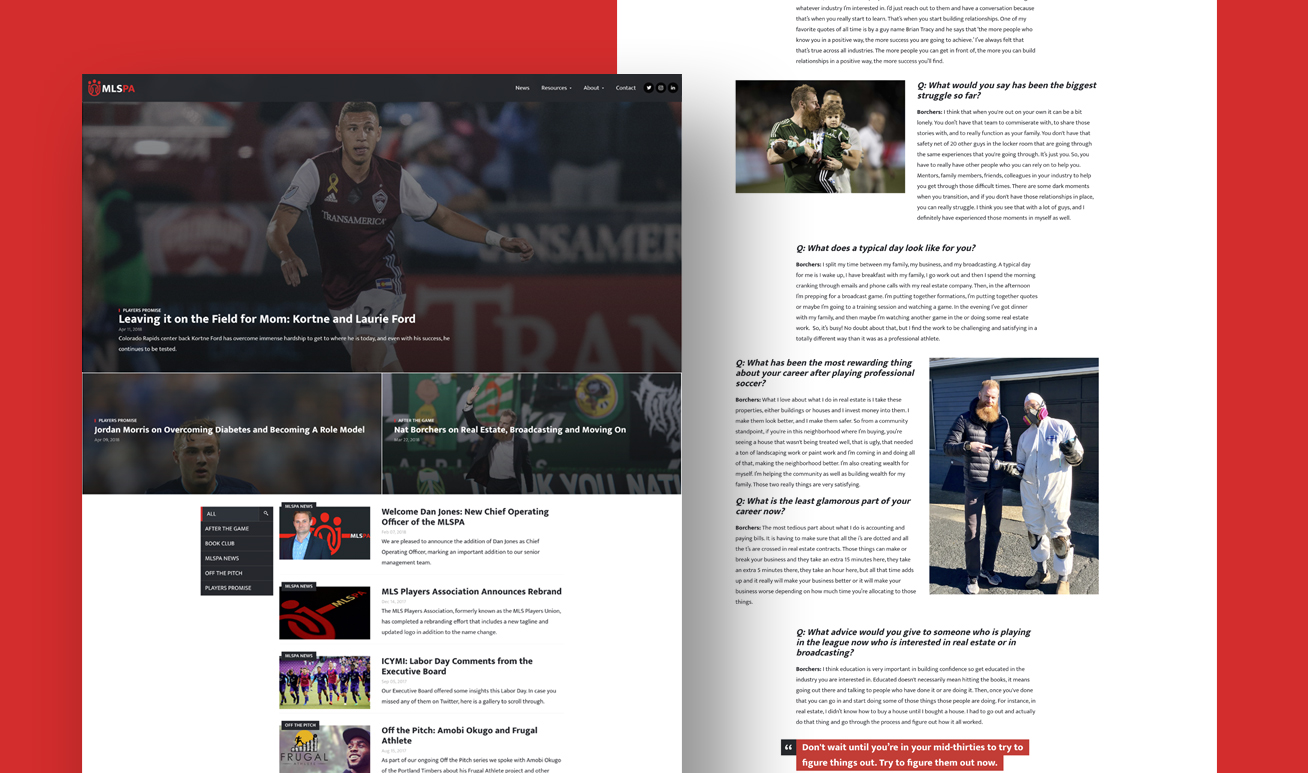 MLSPA
News
Resources
About
Contact
TRANSAMERICA
PLAYERS PROMISE
Leaving it on the Field for Mom: Kortne and Laurie Ford
Apr 11, 2018
Colorado Rapids center back Kortne Ford has overcome immense hardship to get to where he is today, and even with his success, he
continues to be tested.
PLAYERS PROMISE
Jordan Morris on Overcoming Diabetes and Becoming A Role Model
Apr 09, 2018
AFTER THE GAME
Nat Borchers on Real Estate, Broadcasting and Moving On
Mar 22, 2018
ALL
AFTER THE GAME
BOOK CLUB
MLSPA NEWS
OFF THE PITCH
PLAYERS PROMISE
MLSPA NEWS
Welcome Dan Jones: New Chief Operating
Officer of the MLSPA
We are pleased to announce the addition of Dan Jones as Chief
Operating Officer, marking an important addition to our senior
management team.
MLSPA NEWS
MLSPA
MLS Players Association Announces Rebrand
The MLS Players Association, formerly known as the MLS Players Union,
has completed a rebranding effort that includes a new tagline and
updated logo in addition to the name change.
MLSPA NEWS
ICYMI: Labor Day Comments from the
Executive Board
Our Executive Board offered some insights this Labor Day. In case you
missed any of them on Twitter, here is a gallery to scroll through.
OFF THE PITCH
FRUGAL
Off the Pitch: Amobi Okugo and Frugal
Athlete
As part of our ongoing Off the Pitch series we spoke with Amobi Okugo
of the Portland Timbers about his Frugal Athlete project and other
whatever industry I'm interested in. I'd just reach out to them and have a conversation because
that's when you really start to learn. That's when you start building relationships. One of my
favorite quotes of all time is by a guy name Brian Tracy and he says that 'the more people who
know you in a positive way, the more success you are going to achieve.' I've always felt that
that's true across all industries. The more people you can get in front of, the more you can build
relationships in a positive way, the more success you'll find.
Q: What would you say has been the biggest
struggle so far?
Borchers: I think that when you're out on your own it can be a bit
lonely. You don't have that team to commiserate with, to share those
stories with, and to really function as your family. You don't have that
safety net of 20 other guys in the locker room that are going through
the same experiences that you're going through. It's just you. So, you
have to really have other people who you can rely on to help you.
Mentors, family members, friends, colleagues in your industry to help
you get through those difficult times. There are some dark moments
when you transition, and if you don't have those relationships in place,
you can really struggle. I think you see that with a lot of guys, and I
definitely have experienced those moments in myself as well.
Q: What does a typical day look like for you?
Borchers: I split my time between my family, my business, and my broadcasting. A typical day
for me is I wake up, I have breakfast with my family, I go work out and then I spend the morning
cranking through emails and phone calls with my real estate company. Then, in the afternoon
I'm prepping for a broadcast game. I'm putting together formations, I'm putting together quotes
or maybe I'm going to a training session and watching a game. In the evening I've got dinner
with my family, and then maybe I'm watching another game in the or doing some real estate
work. So, it's busy! No doubt about that, but I find the work to be challenging and satisfying in a
totally different way than it was as a professional athlete.
Q: What has been the most rewarding thing
about your career after playing professional
soccer?
Borchers: What I love about what I do in real estate is I take these
properties, either buildings or houses and I invest money into them. I
make them look better, and I make them safer. So from a community
standpoint, if you're in this neighborhood where I'm buying, you're
seeing a house that wasn't being treated well, that is ugly, that needed
a ton of landscaping work or paint work and I'm coming in and doing all
of that, making the neighborhood better. I'm also creating wealth for
myself. I'm helping the community as well as building wealth for my
family. Those two really things are very satisfying.
Q: What is the least glamorous part of your
career now?
Borchers: The most tedious part about what I do is accounting and
paying bills. It is having to make sure that all the i's are dotted and all
the t's are crossed in real estate contracts. Those things can make or
break your business and they take an extra 15 minutes here, they take
an extra 5 minutes there, they take an hour here, but all that time adds
up and it really will make your business better or it will make your
business worse depending on how much time you're allocating to those
things.
Q: What advice would you give to someone who is playing
in the league now who is interested in real estate or in
broadcasting?
Borchers: I think education is very important in building confidence so get educated in the
industry you are interested in. Educated doesn't necessarily mean hitting the books, it means
going out there and talking to people who have done it or are doing it. Then, once you've done
that you can go in and start doing some of those things those people are doing. For instance, in
real estate, I didn't know how to buy a house until I bought a house. I had to go out and actually
do that thing and go through the process and figure out how it all worked.
“ Don't wait until you're in your mid-thirties to try to
figure things out. Try to figure them out now.